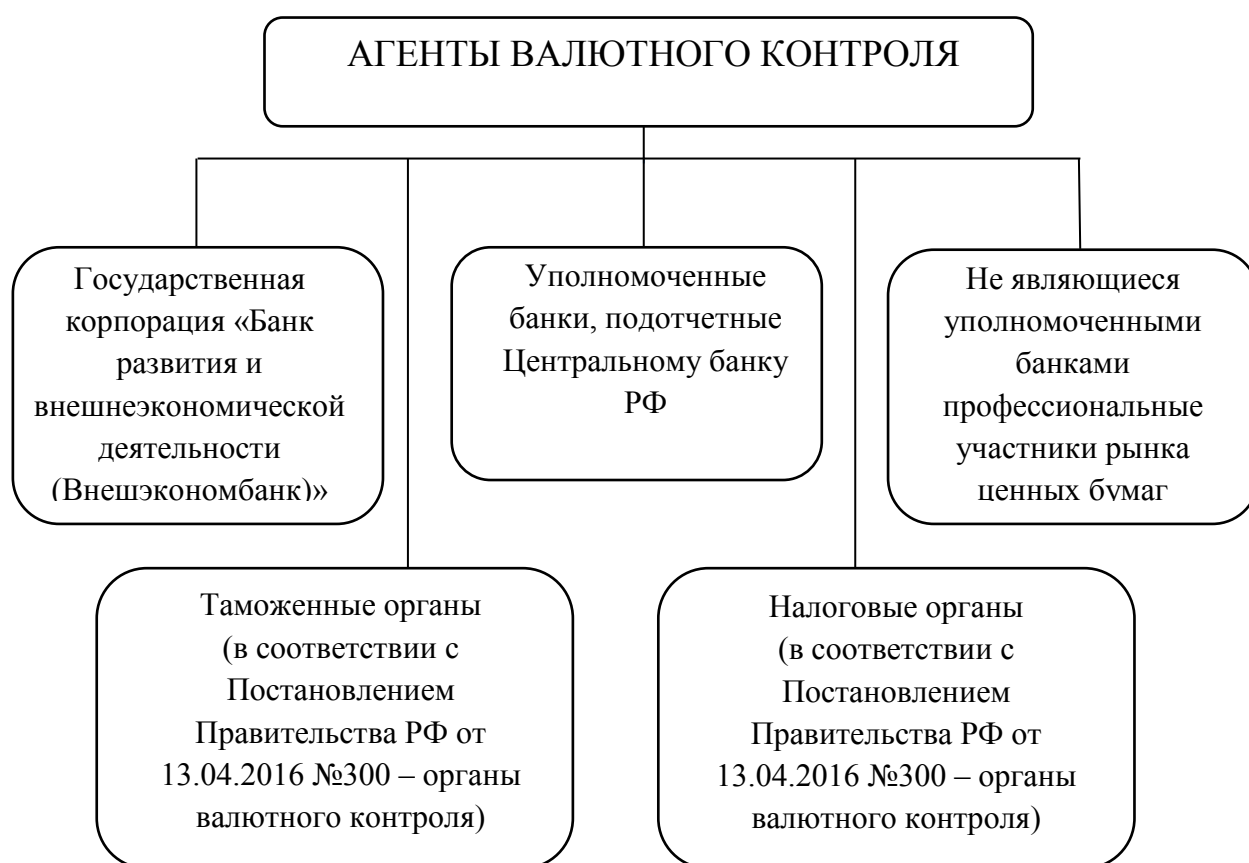 АГЕНТЫ ВАЛЮТНОГО КОНТРОЛЯ
Государственная
корпорация «Банк
развития и
внешнеэкономической
деятельности
(Внешэкономбанк)»
Уполномоченные
банки, подотчетные
Центральному банку
РФ
Не являющиеся
уполномоченными
банками
профессиональные
участники рынка
ценных бумаг
Таможенные органы
(в соответствии с
Постановлением
Правительства РФ от
13.04.2016 №300 – органы
валютного контроля)
Налоговые органы
(в соответствии с
Постановлением
Правительства РФ от
13.04.2016 №300 – органы
валютного контроля)